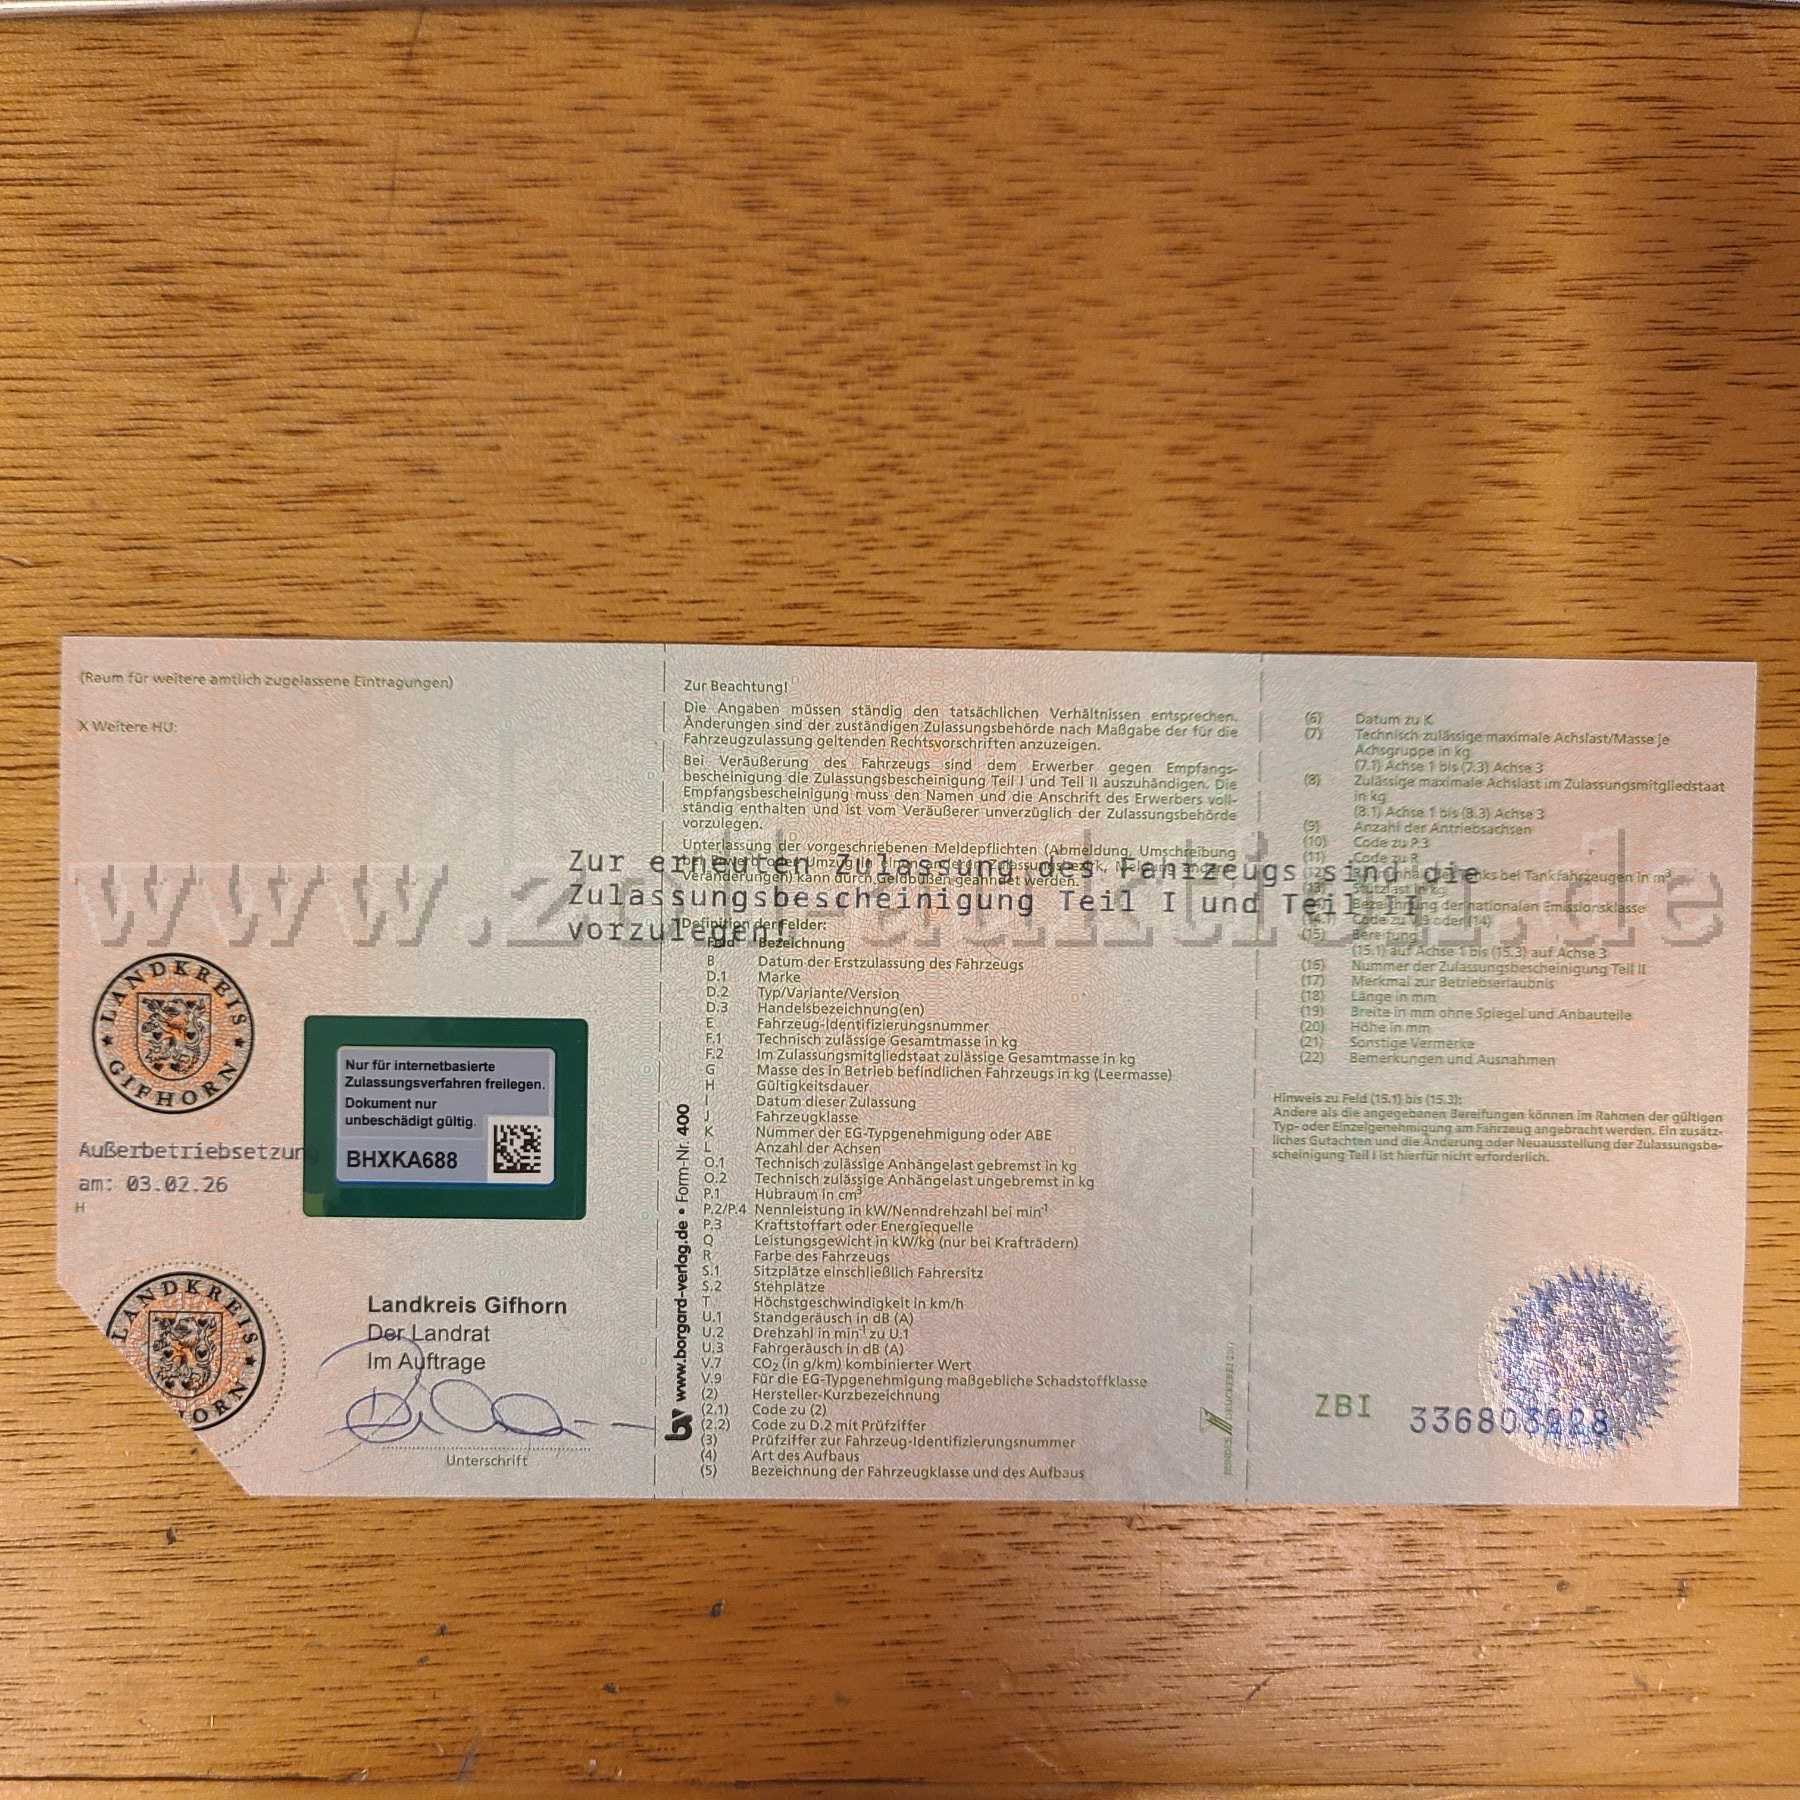 (Raum für weitere amtlich zugelassene Eintragungen)
X Weitere HU:
LANDKREIS GIFHORN
Außerbetriebsetzun
am: 03.02.26
H
Nur für internetbasierte
Zulassungsverfahren freilegen.
Dokument nur
unbeschädigt gültig.
BHXKA688
LANDKREIS
ORN
Landkreis Gifhorn
Der Landrat
Im Auftrage
Unterschrift
www.borgard-verlag.de • Form-Nr. 400
Zur Beachtung!
Die Angaben müssen ständig den tatsächlichen Verhältnissen entsprechen.
Änderungen sind der zuständigen Zulassungsbehörde nach Maßgabe der für die
Fahrzeugzulassung geltenden Rechtsvorschriften anzuzeigen.
Bei Veräußerung des Fahrzeugs sind dem Erwerber gegen Empfangs-
bescheinigung die Zulassungsbescheinigung Teil I und Teil II auszuhändigen. Die
Empfangsbescheinigung muss den Namen und die Anschrift des Erwerbers voll-
ständig enthalten und ist vom Veräußerer unverzüglich der Zulassungsbehörde
vorzulegen.
Unterlassung der vorgeschriebenen Meldepflichten (Abmeldung, Umschreibung
Veränderungen) kann durch Geldbußen geahndet werden.
Zur erneuten Zulassung des Fahrzeugs sind die
Zulassungsbescheinigung Teil I und Teil II
vorzulegen!
www.zoll-auktion.de
Definition der Felder:
Feld Bezeichnung
B Datum der Erstzulassung des Fahrzeugs
D.1 Marke
D.2 Typ/Variante/Version
D.3 Handelsbezeichnung(en)
E Fahrzeug-Identifizierungsnummer
F.1 Technisch zulässige Gesamtmasse in kg
F.2 Im Zulassungsmitgliedstaat zulässige Gesamtmasse in kg
G Masse des in Betrieb befindlichen Fahrzeugs in kg (Leermasse)
H Gültigkeitsdauer
I Datum dieser Zulassung
J Fahrzeugklasse
K Nummer der EG-Typgenehmigung oder ABE
L Anzahl der Achsen
O.1 Technisch zulässige Anhängelast gebremst in kg
O.2 Technisch zulässige Anhängelast ungebremst in kg
P.1 Hubraum in cm³
P.2/P.4 Nennleistung in kW/Nenndrehzahl bei min⁻¹
P.3 Kraftstoffart oder Energiequelle
Q Leistungsgewicht in kW/kg (nur bei Krafträdern)
R Farbe des Fahrzeugs
S.1 Sitzplätze einschließlich Fahrersitz
S.2 Stehplätze
T Höchstgeschwindigkeit in km/h
U.1 Standgeräusch in dB (A)
U.2 Drehzahl in min⁻¹ zu U.1
U.3 Fahrgeräusch in dB (A)
V.7 CO₂ (in g/km) kombinierter Wert
V.9 Für die EG-Typgenehmigung maßgebliche Schadstoffklasse
(2) Hersteller-Kurzbezeichnung
(2.1) Code zu (2)
(2.2) Code zu D.2 mit Prüfziffer
(3) Prüfziffer zur Fahrzeug-Identifizierungsnummer
(4) Art des Aufbaus
(5) Bezeichnung der Fahrzeugklasse und des Aufbaus
(6) Datum zu K
(7) Technisch zulässige maximale Achslast/Masse je
Achsgruppe in kg
(7.1) Achse 1 bis (7.3) Achse 3
(8) Zulässige maximale Achslast im Zulassungsmitgliedstaat
in kg
(8.1) Achse 1 bis (8.3) Achse 3
(9) Anzahl der Antriebsachsen
(10) Code zu P.3
(11) Code zu R
(12) bei Tankfahrzeugen in m³
(13) Stützlast in kg
Bezeichnung der nationalen Emissionsklasse
Code zu V.9 oder (14)
(15) Bereifung
(15.1) auf Achse 1 bis (15.3) auf Achse 3
(16) Nummer der Zulassungsbescheinigung Teil II
(17) Merkmal zur Betriebserlaubnis
(18) Länge in mm
(19) Breite in mm ohne Spiegel und Anbauteile
(20) Höhe in mm
(21) Sonstige Vermerke
(22) Bemerkungen und Ausnahmen
Hinweis zu Feld (15.1) bis (15.3):
Andere als die angegebenen Bereifungen können im Rahmen der gültigen
Typ- oder Einzelgenehmigung am Fahrzeug angebracht werden. Ein zusätz-
liches Gutachten und die Änderung oder Neuausstellung der Zulassungsbe-
scheinigung Teil I ist hierfür nicht erforderlich.
ZBI 336803228